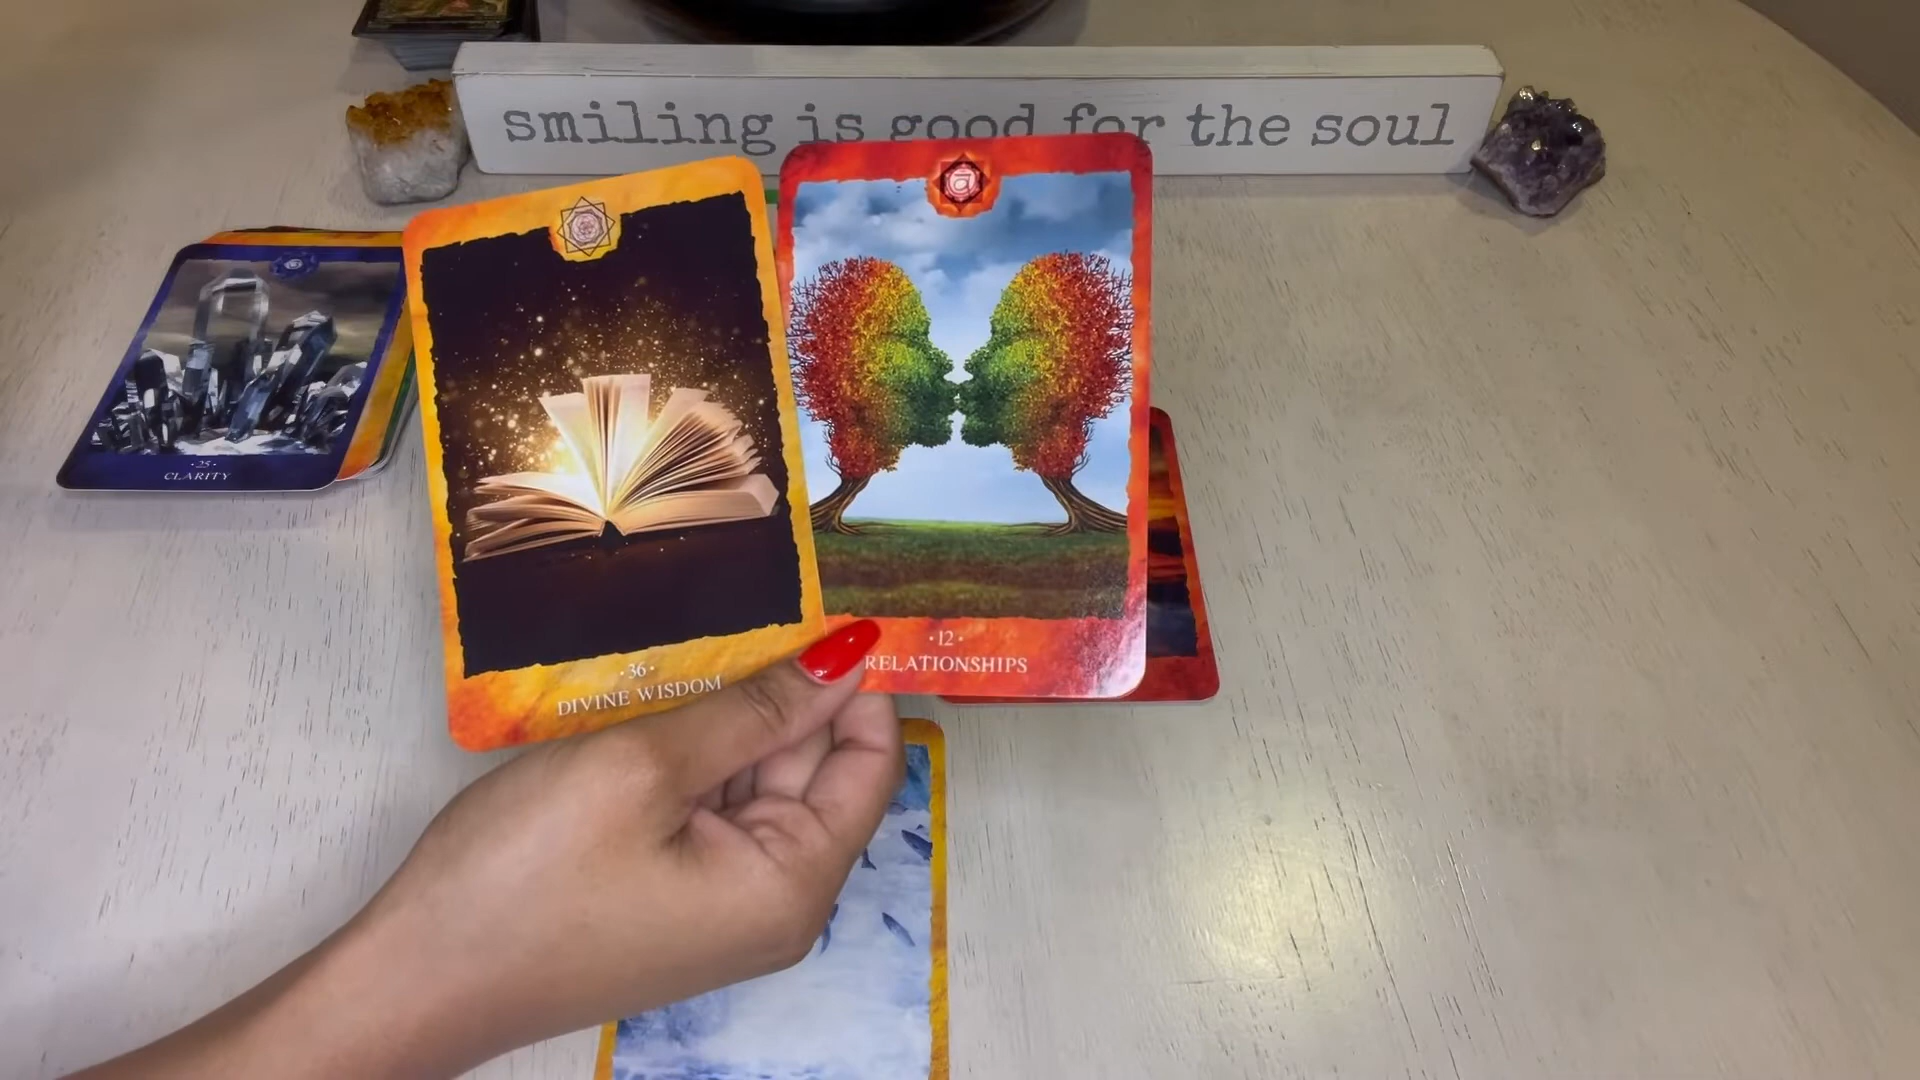 smiling is good for the soul
·25·
CLARITY
·36·
DIVINE WISDOM
·12·
RELATIONSHIPS